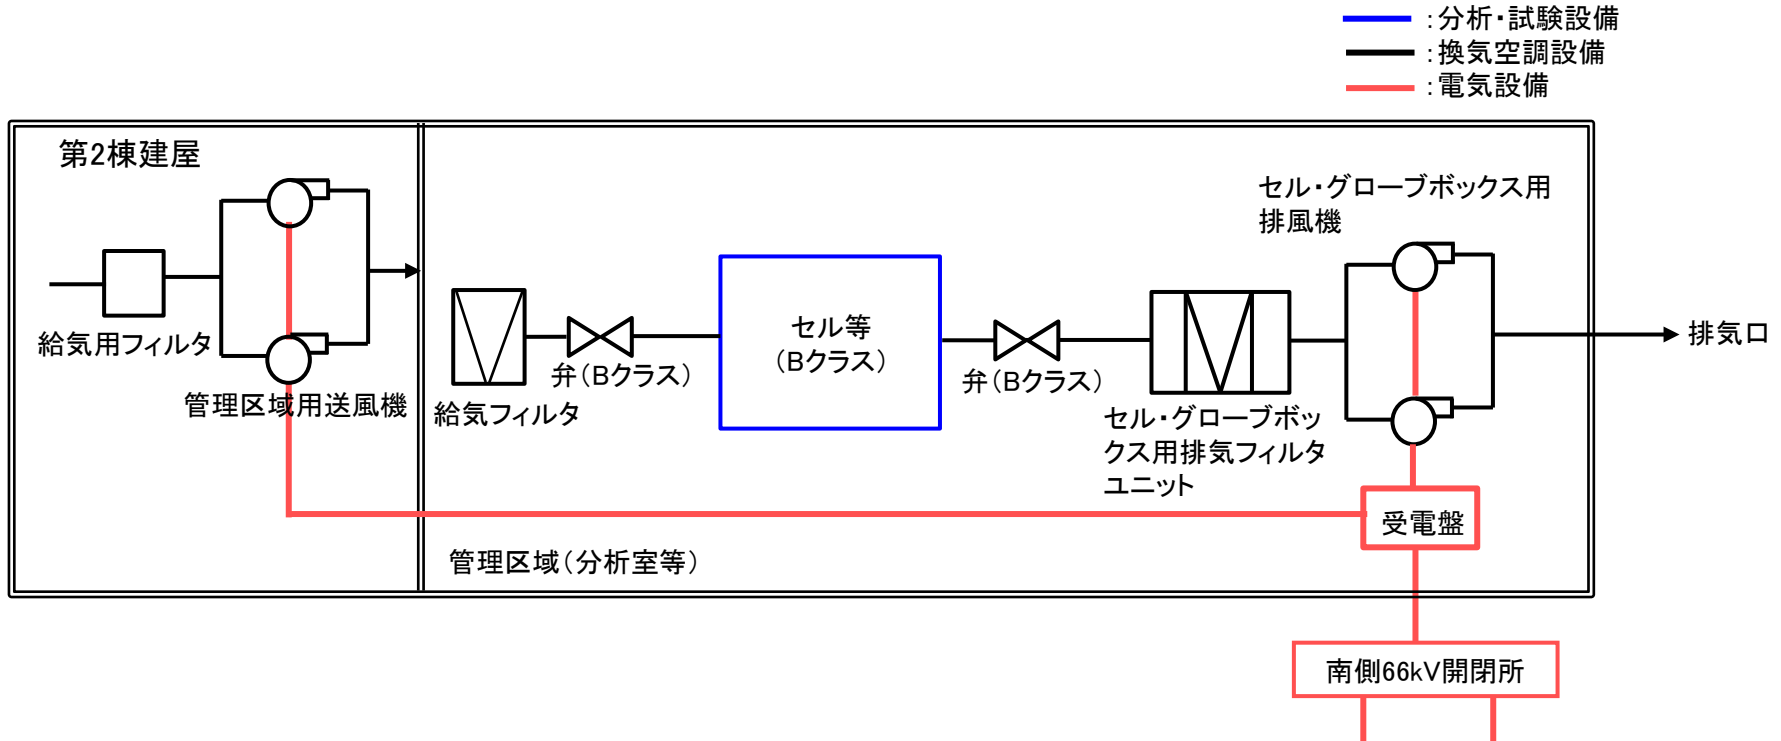 ：分析・試験設備
：換気空調設備
：電気設備
第2棟建屋
セル・グローブボックス用
排風機
給気用フィルタ
管理区域用送風機
給気フィルタ
弁（Bクラス）
セル等
（Bクラス）
弁（Bクラス）
セル・グローブボッ
クス用排気フィルタ
ユニット
排気口
受電盤
管理区域（分析室等）
南側66kV開閉所